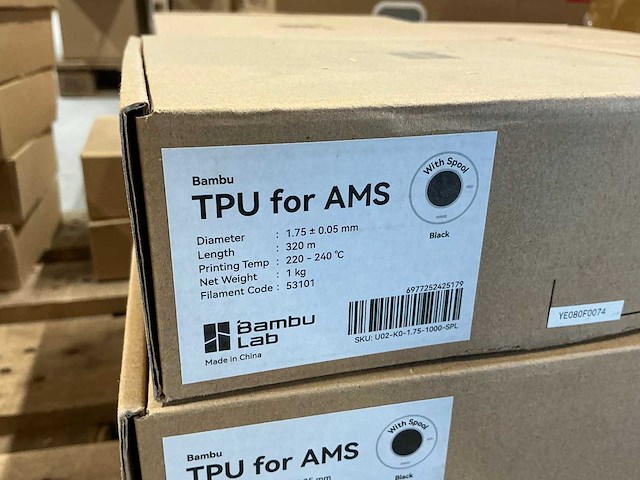 Bambu
TPU for AMS
With Spool
Black
Diameter : 1.75 ± 0.05 mm
Length : 320 m
Printing Temp : 220 - 240 °C
Net Weight : 1 kg
Filament Code : 53101
6977252425179
SKU: U02-K0-1.75-1000-SPL
Bambu
Lab
Made in China
YE080F0074
Bambu
TPU for AMS
With Spool
Black